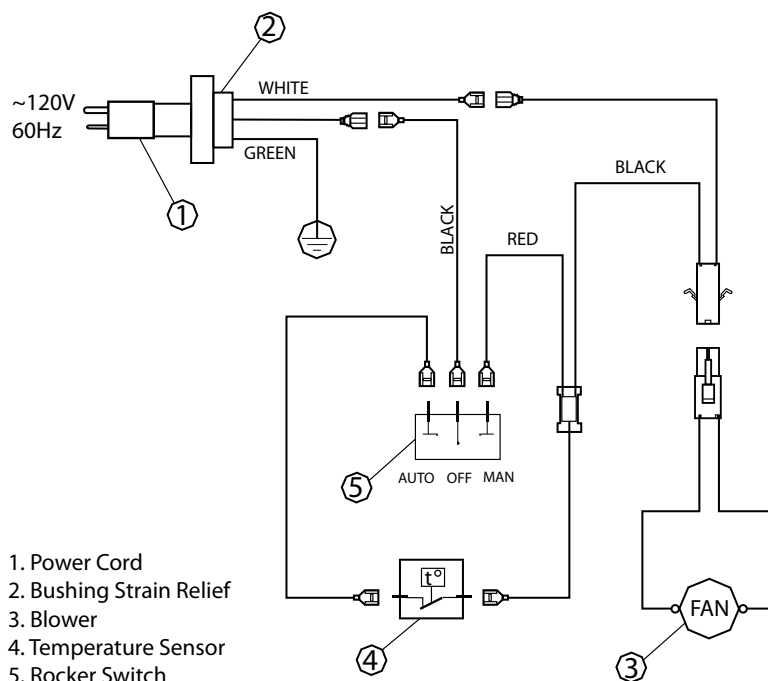 2
WHITE
~120V
60Hz
GREEN
BLACK
1
BLACK
RED
5
AUTO OFF MAN
t°
4
FAN
3
1. Power Cord
2. Bushing Strain Relief
3. Blower
4. Temperature Sensor
5. Rocker Switch